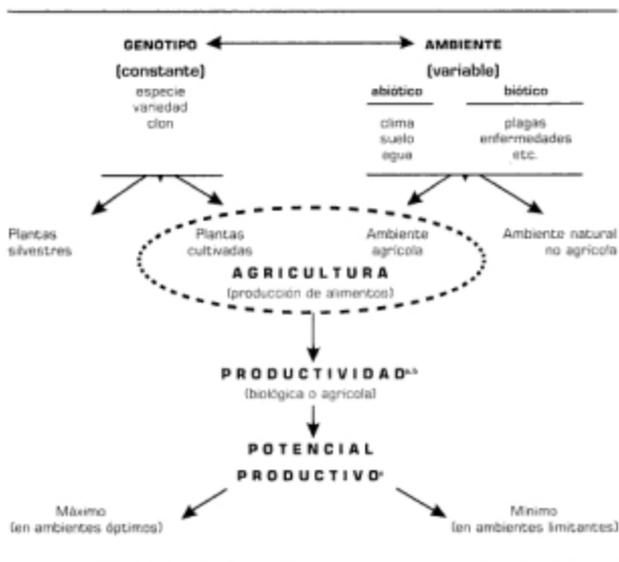 GENOTIPO AMBIENTE
(constante) (variable)
especie abiótico biótico
variedad
clon
clima plagas
suelo enfermedades
agua etc.
Plantas Plantas Ambiente Ambiente natural
silvestres cultivadas agrícola no agrícola
AGRICULTURA
(producción de alimentos)
PRODUCTIVIDADa,b
(biológica o agrícola)
POTENCIAL
PRODUCTIVO
Máximo Mínimo
(en ambientes óptimos) (en ambientes limitantes)